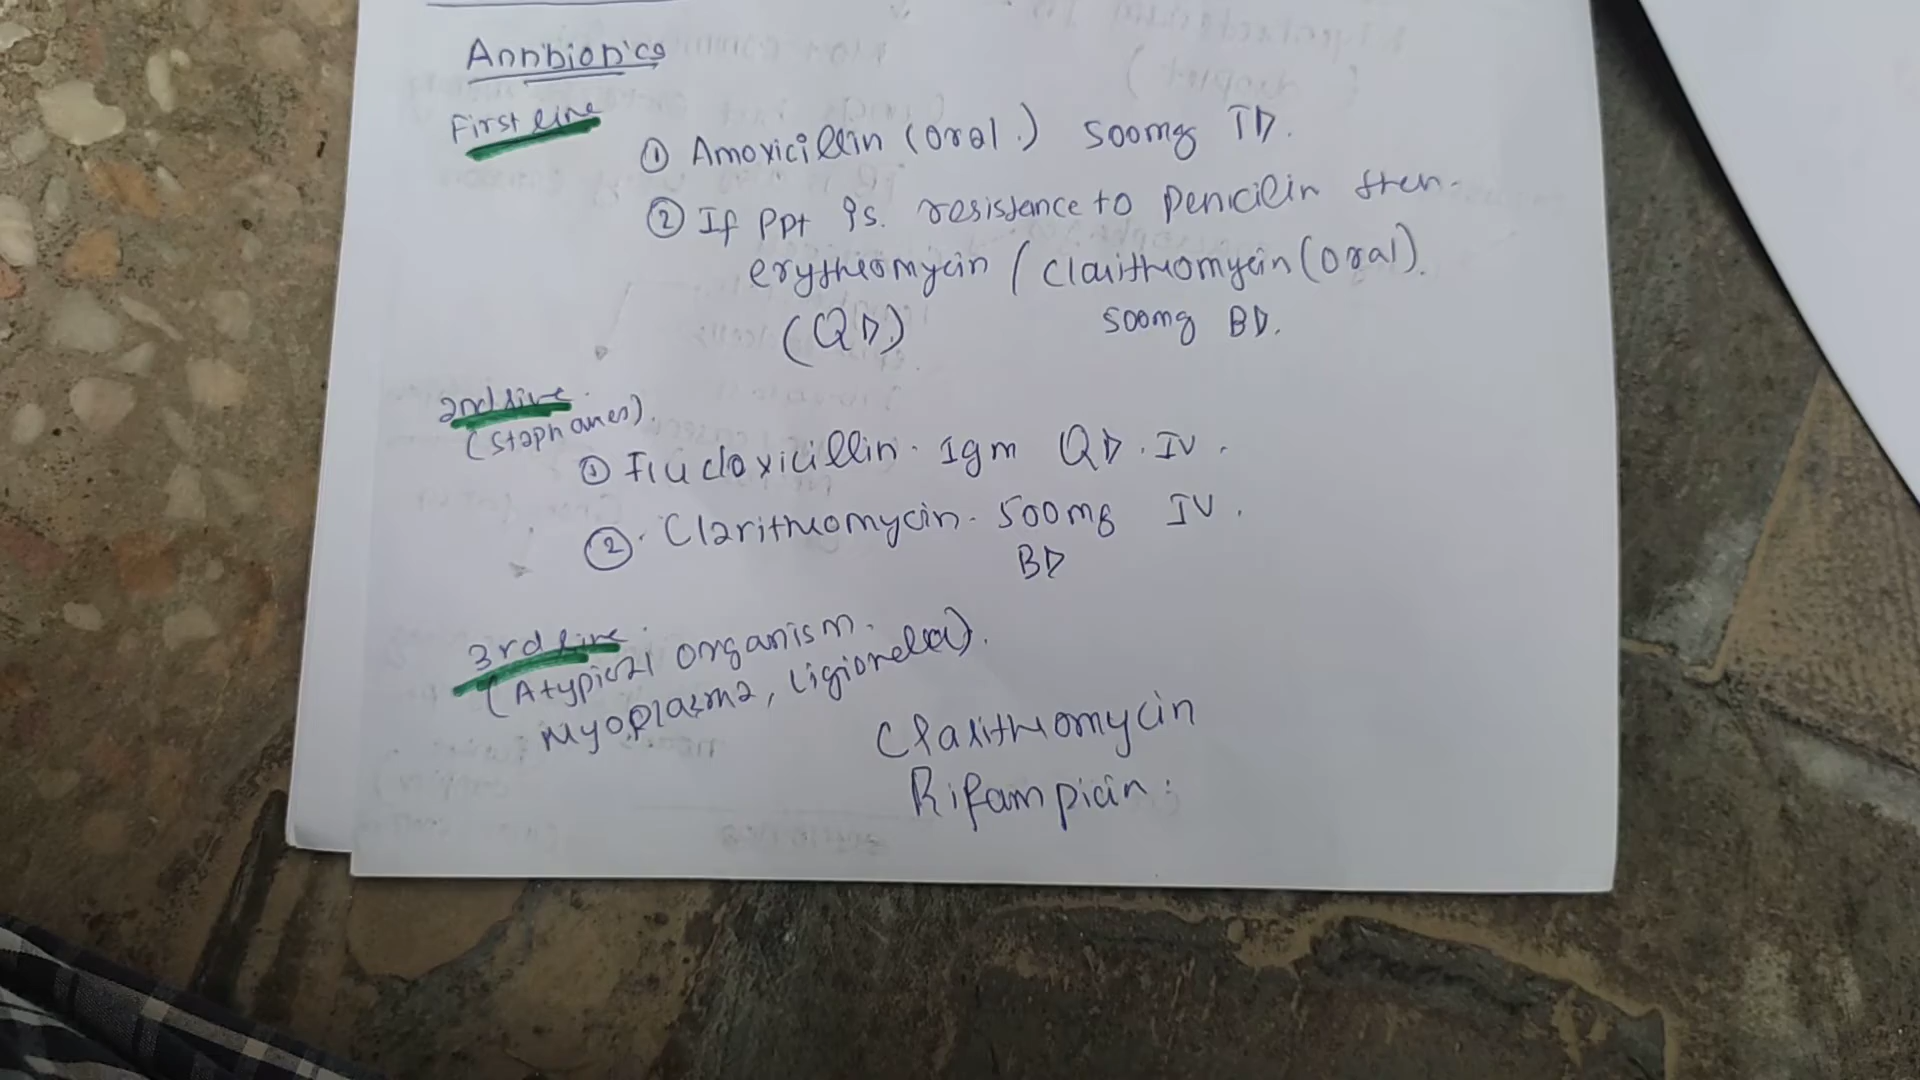 Antibiotics
First line
① Amoxicillin (oral.) 500mg TD.
② If ppt is. resistance to penicilin then-
erythromycin / Clarithromycin (oral).
(QD) 500mg BD.
2nd line.
(Staph aures).
① Flucloxicillin. 1gm QD. IV.
②. Clarithromycin. 500mg IV.
BD
3rd line.
(Atypical organism.
Myoplasma, Ligionella).
Clarithromycin
Rifampicin.